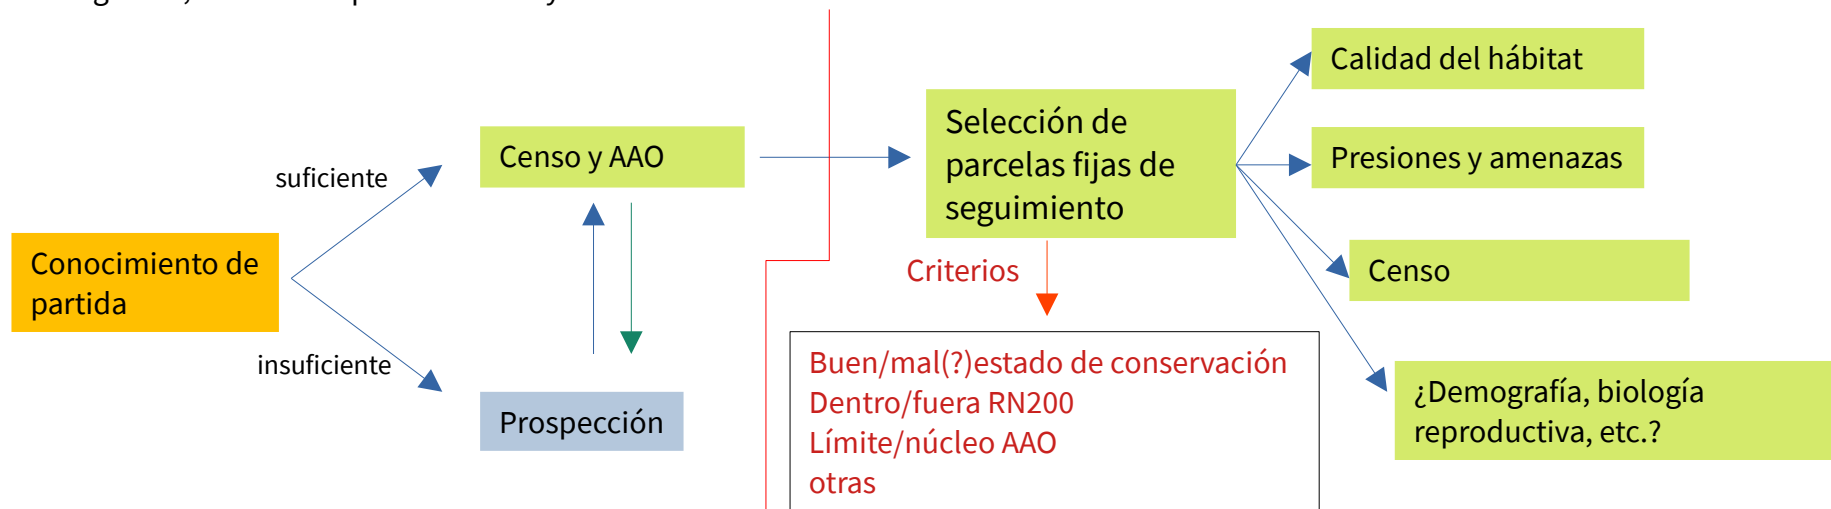 Calidad del hábitat
Selección de
parcelas fijas de
seguimiento
Censo y AAO
Presiones y amenazas
suficiente
Conocimiento de
partida
Criterios
Censo
insuficiente
Buen/mal(?)estado de conservación
Dentro/fuera RN200
Límite/núcleo AAO
otras
¿Demografía, biología
reproductiva, etc.?
Prospección